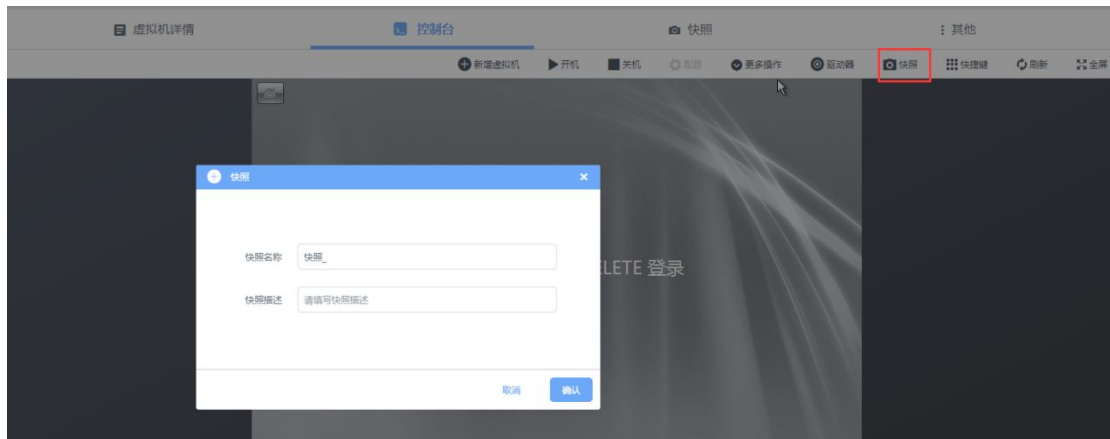 虚拟机详情 控制台 快照 其他
新增虚拟机 开机 关机 配置 更多操作 驱动器 快照 快捷键 刷新 全屏
快照
快照名称 快照_
ELETE 登录
快照描述 请填写快照描述
取消 确认